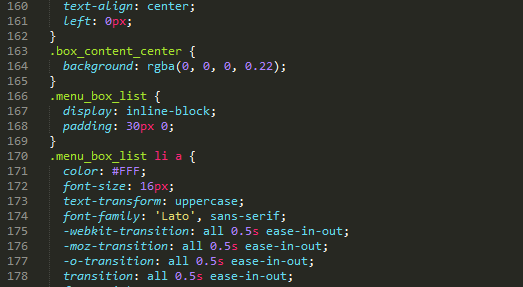 160 text-align: center;
161 left: 0px;
162 }
163 .box_content_center {
164 background: rgba(0, 0, 0, 0.22);
165 }
166 .menu_box_list {
167 display: inline-block;
168 padding: 30px 0;
169 }
170 .menu_box_list li a {
171 color: #FFF;
172 font-size: 16px;
173 text-transform: uppercase;
174 font-family: 'Lato', sans-serif;
175 -webkit-transition: all 0.5s ease-in-out;
176 -moz-transition: all 0.5s ease-in-out;
177 -o-transition: all 0.5s ease-in-out;
178 transition: all 0.5s ease-in-out;